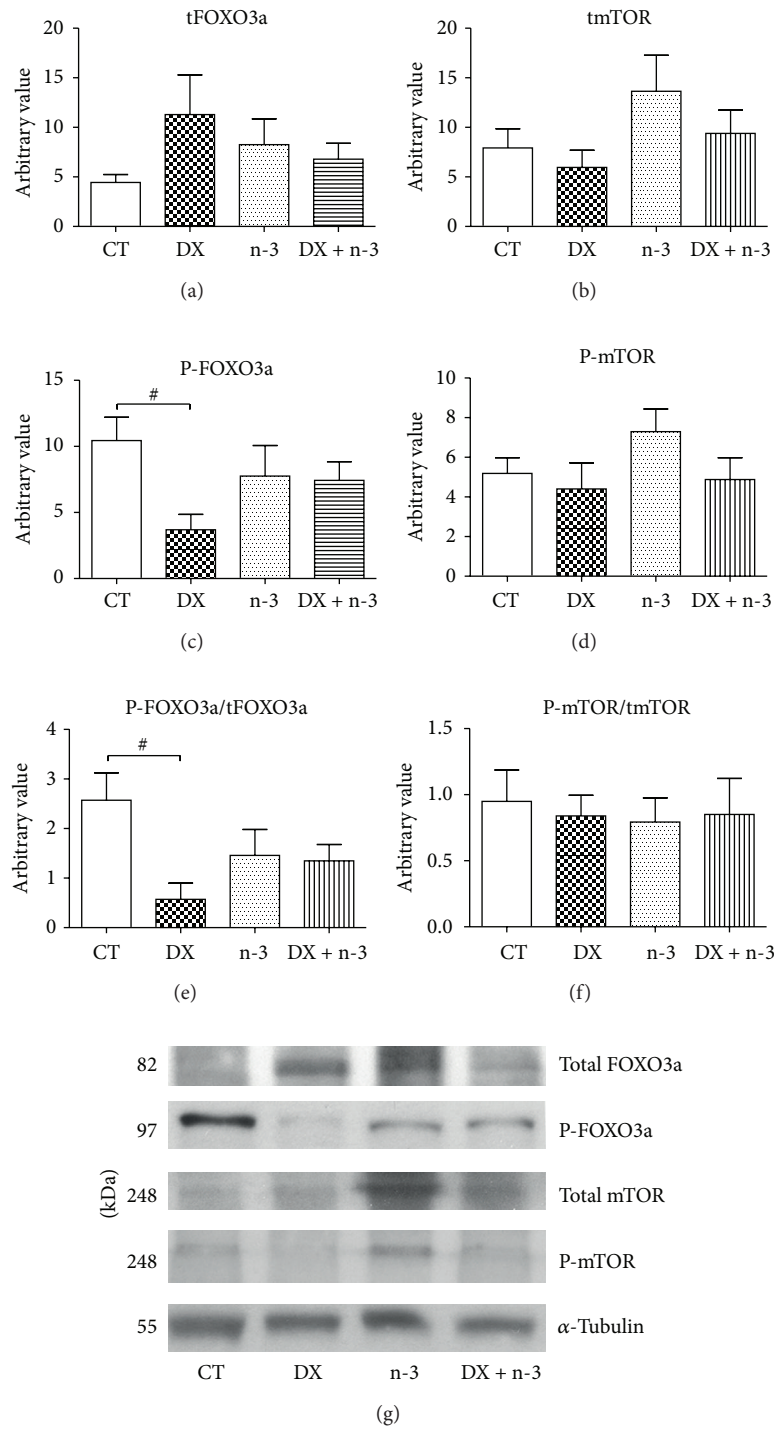 tFOXO3a
Arbitrary value
20
15
10
5
0
CT DX n-3 DX + n-3
(a)
tmTOR
Arbitrary value
20
15
10
5
0
CT DX n-3 DX + n-3
(b)
P-FOXO3a
Arbitrary value
15
10
5
0
#
CT DX n-3 DX + n-3
(c)
P-mTOR
Arbitrary value
10
8
6
4
2
0
CT DX n-3 DX + n-3
(d)
P-FOXO3a/tFOXO3a
Arbitrary value
4
3
2
1
0
#
CT DX n-3 DX + n-3
(e)
P-mTOR/tmTOR
Arbitrary value
1.5
1.0
0.5
0.0
CT DX n-3 DX + n-3
(f)
(kDa)
82 Total FOXO3a
97 P-FOXO3a
248 Total mTOR
248 P-mTOR
55 α-Tubulin
CT DX n-3 DX + n-3
(g)